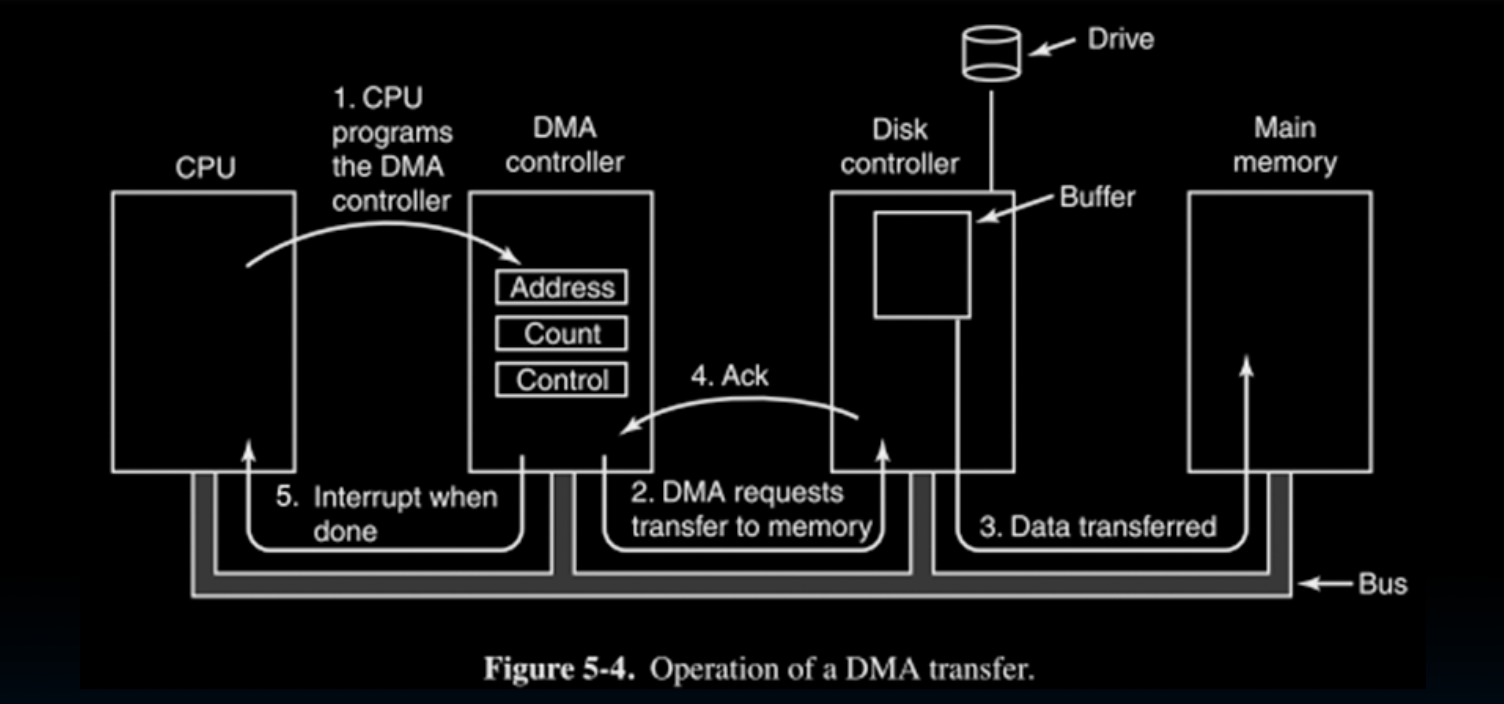 Drive
1. CPU
programs
the DMA
controller
CPU
DMA
controller
Disk
controller
Main
memory
Buffer
Address
Count
Control
4. Ack
5. Interrupt when
done
2. DMA requests
transfer to memory
3. Data transferred
Bus
Figure 5-4. Operation of a DMA transfer.